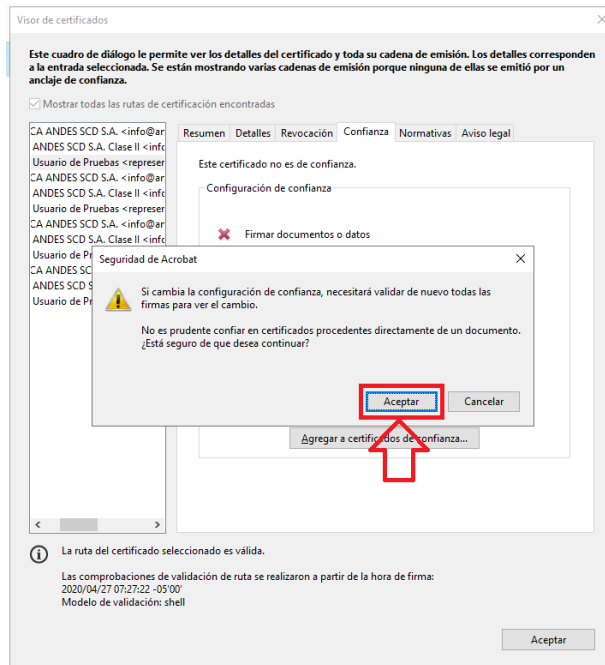 Visor de certificados
Este cuadro de diálogo le permite ver los detalles del certificado y toda su cadena de emisión. Los detalles corresponden
a la entrada seleccionada. Se están mostrando varias cadenas de emisión porque ninguna de ellas se emitió por un
anclaje de confianza.
Mostrar todas las rutas de certificación encontradas
CA ANDES SCD S.A. <info@an
ANDES SCD S.A. Clase II <infc
Usuario de Pruebas <represer
CA ANDES SCD S.A. <info@ar
ANDES SCD S.A. Clase II <infc
Usuario de Pruebas <represer
CA ANDES SCD S.A. <info@ar
ANDES SCD S.A. Clase II <infc
Usuario de Pr
CA ANDES SC
ANDES SCD S
Usuario de Pr
Resumen Detalles Revocación Confianza Normativas Aviso legal
Este certificado no es de confianza.
Configuración de confianza
Firmar documentos o datos
Seguridad de Acrobat
Si cambia la configuración de confianza, necesitará validar de nuevo todas las
firmas para ver el cambio.
No es prudente confiar en certificados procedentes directamente de un documento.
¿Está seguro de que desea continuar?
Aceptar Cancelar
Agregar a certificados de confianza...
La ruta del certificado seleccionado es válida.
Las comprobaciones de validación de ruta se realizaron a partir de la hora de firma:
2020/04/27 07:27:22 -05'00'
Modelo de validación: shell
Aceptar